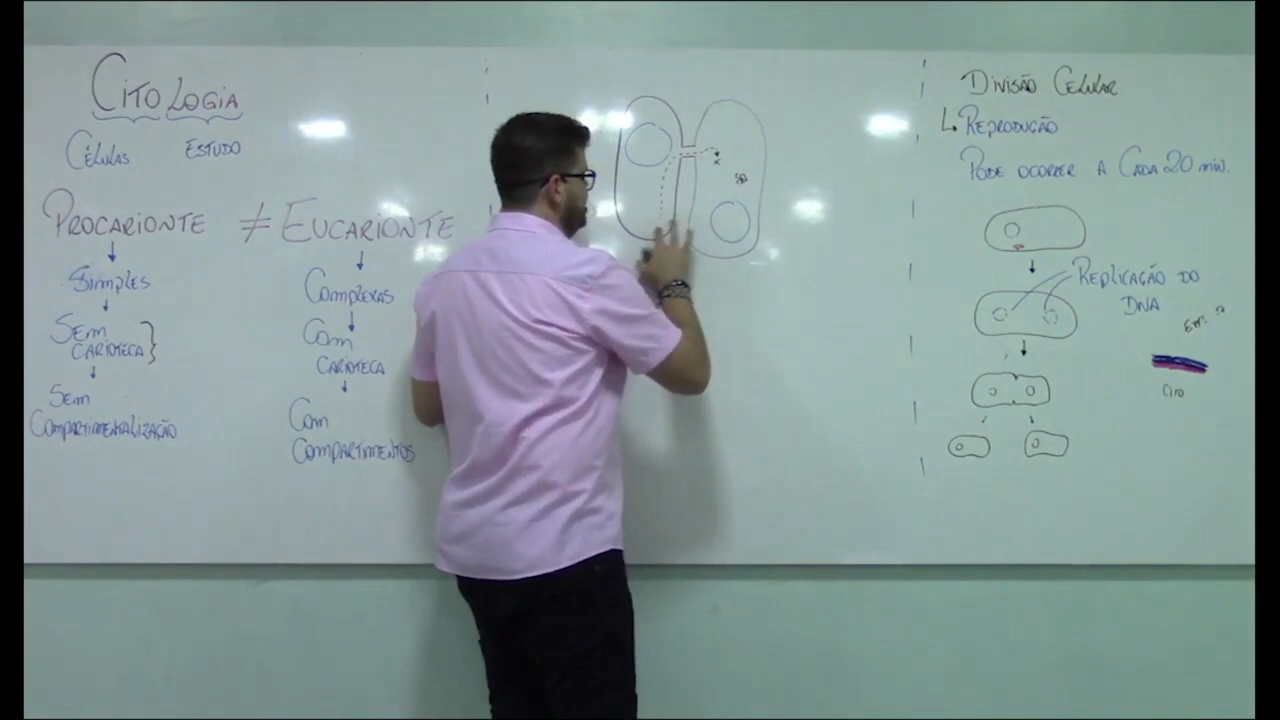 CITOLOGIA
CÉLULAS ESTUDO
PROCARIONTE ≠ EUCARIONTE
SIMPLES
SEM
CARIOTECA
SEM
COMPARTIMENTALIZAÇÃO
COMPLEXAS
COM
CARIOTECA
COM
COMPARTIMENTOS
DIVISÃO CELULAR
REPRODUÇÃO
PODE OCORRER A CADA 20 MIN.
REPLICAÇÃO DO
DNA